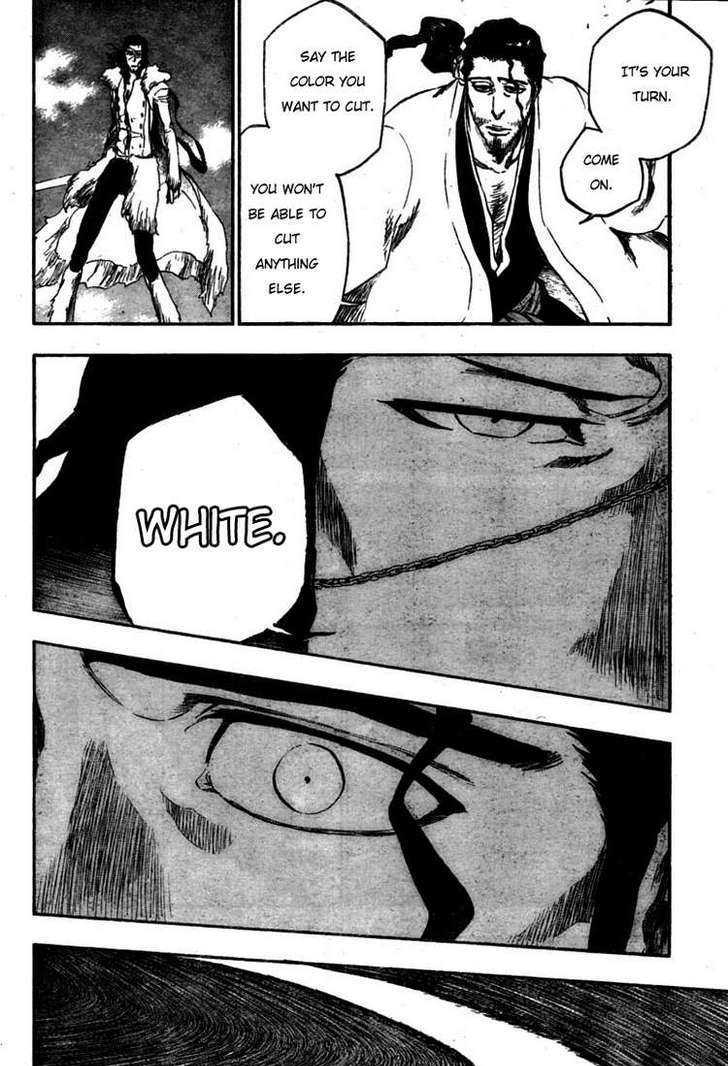 IT'S YOUR
TURN.
COME
ON.
SAY THE
COLOR YOU
WANT TO CUT.
YOU WON'T
BE ABLE TO
CUT
ANYTHING
ELSE.
WHITE.